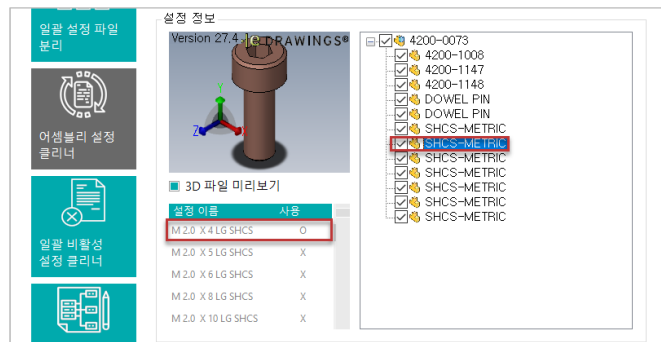 일괄 설정 파일
분리
어셈블리 설정
클리너
일괄 비활성
설정 클리너
설정 정보
Version 27,4,
eDRAWINGS®
Y
Z
3D 파일 미리보기
설정 이름 사용
M 2.0 X 4 LG SHCS O
M 2.0 X 5 LG SHCS X
M 2.0 X 6 LG SHCS X
M 2.0 X 8 LG SHCS X
M 2.0 X 10 LG SHCS X
4200-0073
4200-1008
4200-1147
4200-1148
DOWEL PIN
DOWEL PIN
SHCS-METRIC
SHCS-METRIC
SHCS-METRIC
SHCS-METRIC
SHCS-METRIC
SHCS-METRIC
SHCS-METRIC